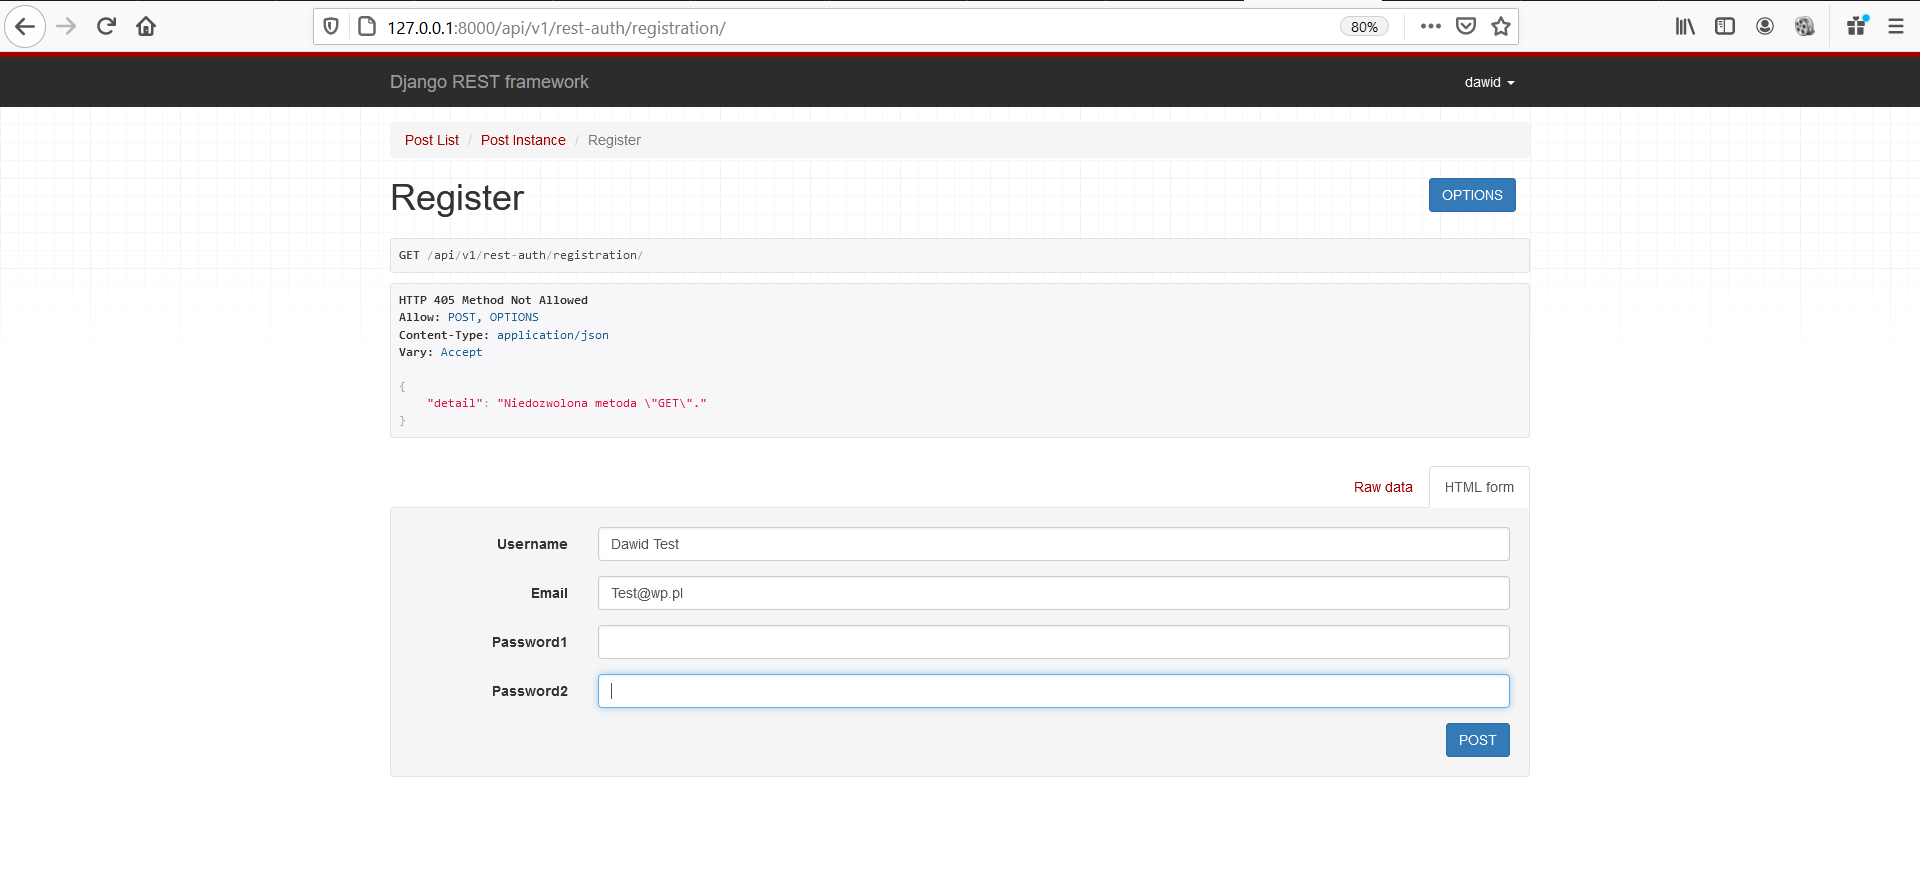 127.0.0.1:8000/api/v1/rest-auth/registration/
80%
Django REST framework
dawid
Post List / Post Instance / Register
Register
OPTIONS
GET /api/v1/rest-auth/registration/
HTTP 405 Method Not Allowed
Allow: POST, OPTIONS
Content-Type: application/json
Vary: Accept
{
"detail": "Niedozwolona metoda \"GET\"."
}
Raw data
HTML form
Username
Dawid Test
Email
Test@wp.pl
Password1
Password2
POST